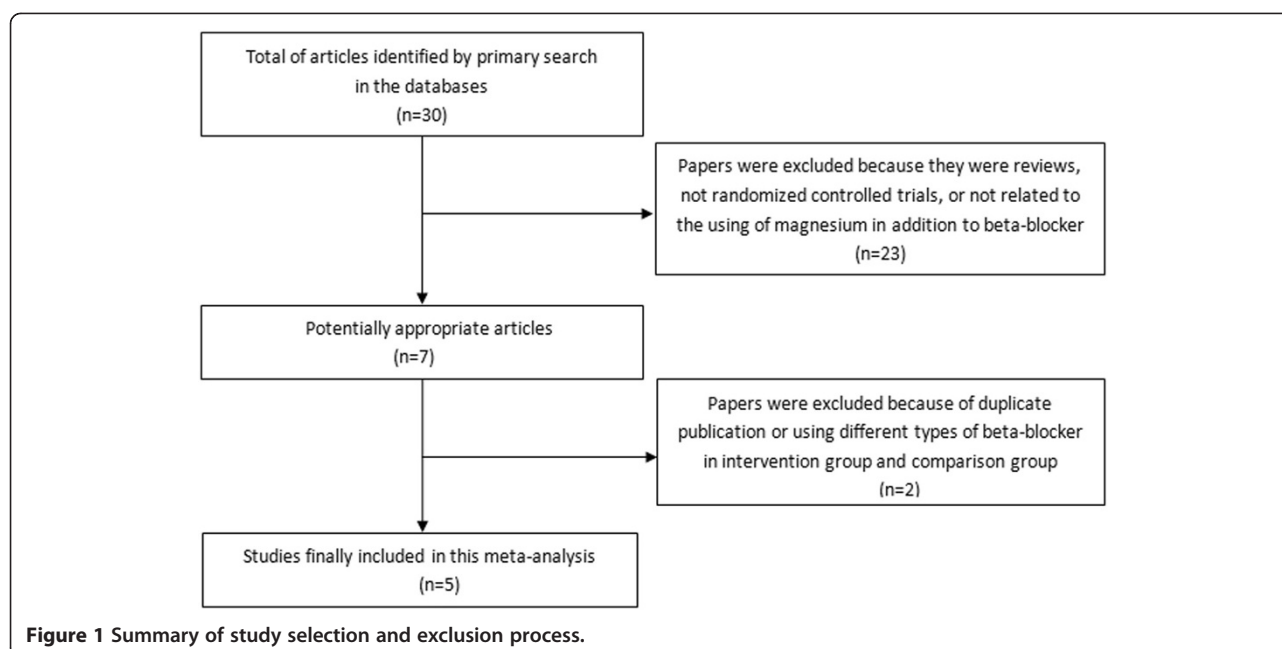 Total of articles identified by primary search
in the databases
(n=30)
Papers were excluded because they were reviews,
not randomized controlled trials, or not related to
the using of magnesium in addition to beta-blocker
(n=23)
Potentially appropriate articles
(n=7)
Papers were excluded because of duplicate
publication or using different types of beta-blocker
in intervention group and comparison group
(n=2)
Studies finally included in this meta-analysis
(n=5)
Figure 1 Summary of study selection and exclusion process.